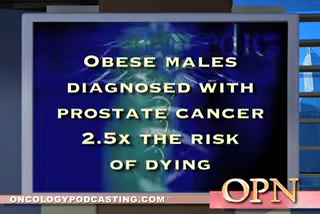 OBESE MALES
DIAGNOSED WITH
PROSTATE CANCER
2.5X THE RISK
OF DYING
ONCOLOGYPODCASTING.COM
OPN